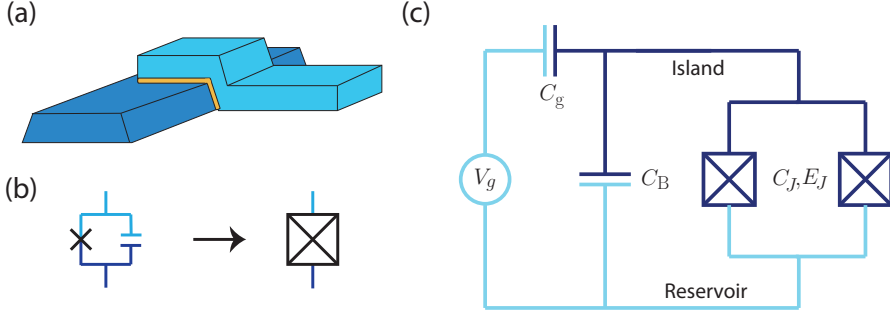 (a)
(b)
(c)
Island
C_g
V_g
C_B
C_J, E_J
Reservoir